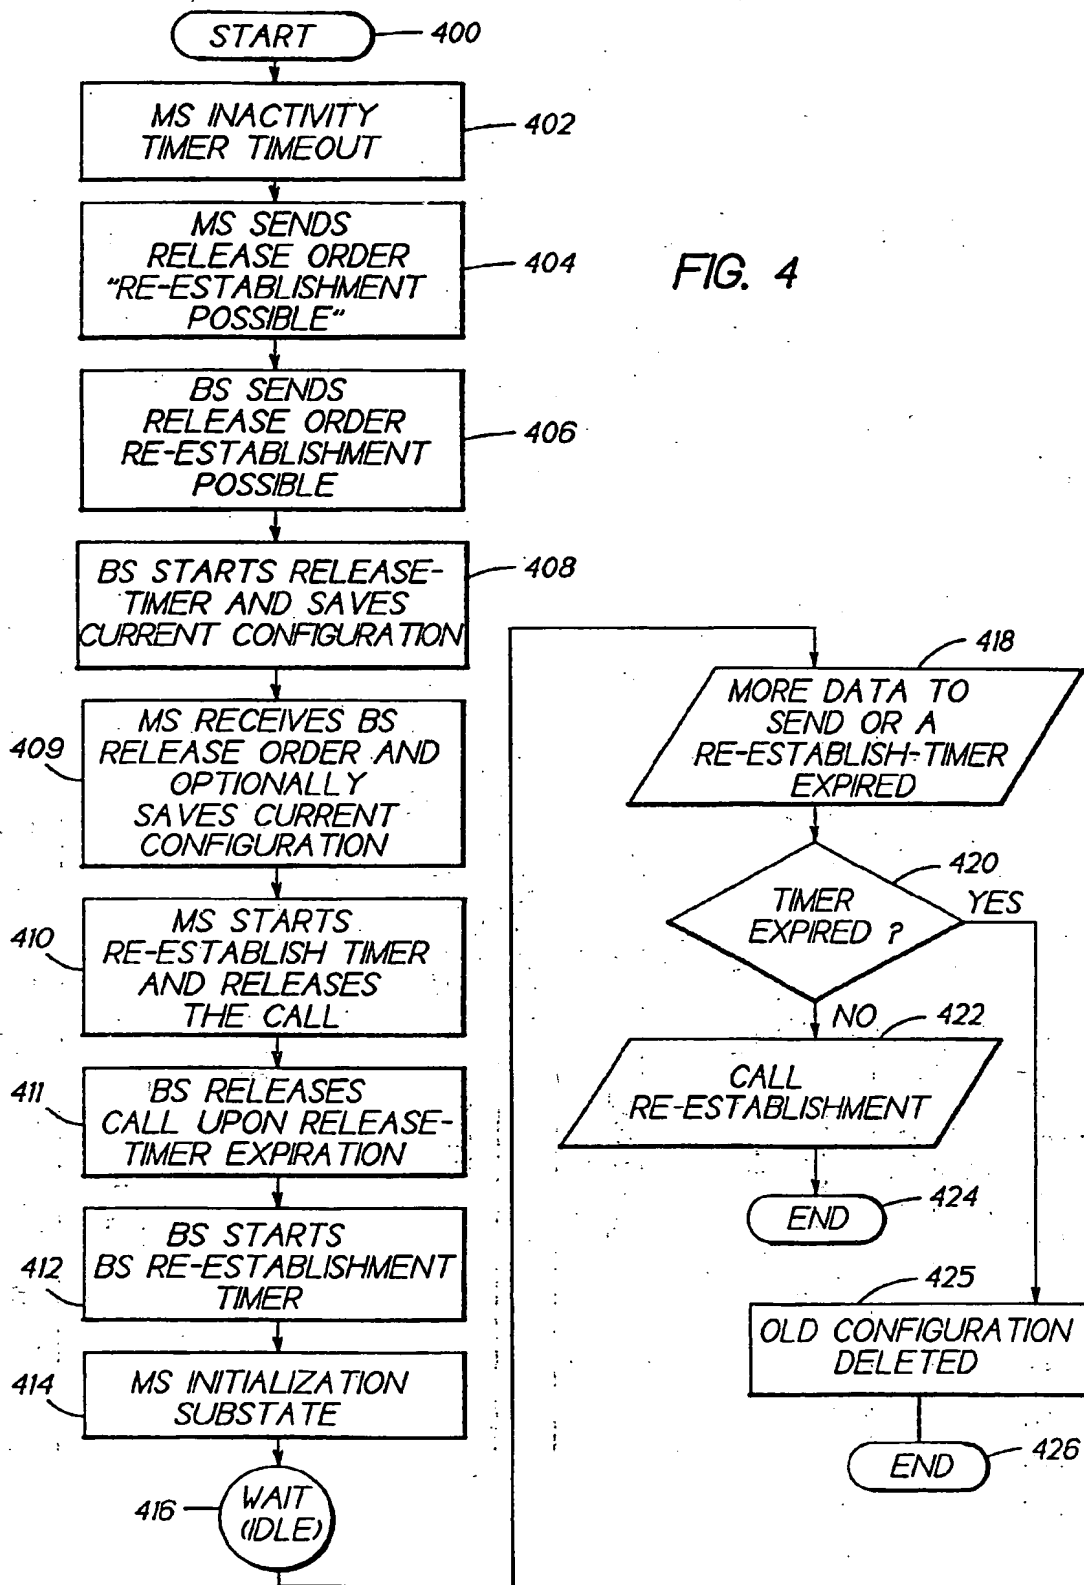 START
400
MS INACTIVITY
TIMER TIMEOUT
402
MS SENDS
RELEASE ORDER
"RE-ESTABLISHMENT
POSSIBLE"
404
FIG. 4
BS SENDS
RELEASE ORDER
RE-ESTABLISHMENT
POSSIBLE
406
BS STARTS RELEASE-
TIMER AND SAVES
CURRENT CONFIGURATION
408
409
MS RECEIVES BS
RELEASE ORDER AND
OPTIONALLY
SAVES CURRENT
CONFIGURATION
410
MS STARTS
RE-ESTABLISH TIMER
AND RELEASES
THE CALL
411
BS RELEASES
CALL UPON RELEASE-
TIMER EXPIRATION
412
BS STARTS
BS RE-ESTABLISHMENT
TIMER
414
MS INITIALIZATION
SUBSTATE
416
WAIT
(IDLE)
418
MORE DATA TO
SEND OR A
RE-ESTABLISH-TIMER
EXPIRED
420
TIMER
EXPIRED ?
YES
NO
422
CALL
RE-ESTABLISHMENT
END
424
425
OLD CONFIGURATION
DELETED
END
426